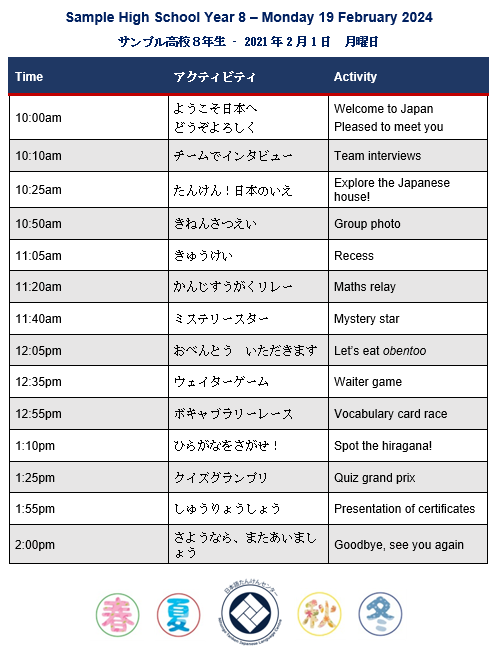 Sample High School Year 8 – Monday 19 February 2024
サンプル高校8年生 - 2021年2月1日　月曜日
Time アクティビティ Activity
10:00am ようこそ日本へ Welcome to Japan
どうぞよろしく Pleased to meet you
10:10am チームでインタビュー Team interviews
10:25am たんけん！日本のいえ Explore the Japanese
house!
10:50am きねんさつえい Group photo
11:05am きゅうけい Recess
11:20am かんじすうがくリレー Maths relay
11:40am ミステリースター Mystery star
12:05pm おべんとう　いただきます Let's eat obentoo
12:35pm ウェイターゲーム Waiter game
12:55pm ボキャブラリーレース Vocabulary card race
1:10pm ひらがなをさがせ！ Spot the hiragana!
1:25pm クイズグランプリ Quiz grand prix
1:55pm しゅうりょうしょう Presentation of certificates
2:00pm さようなら、またあいまし
ょう Goodbye, see you again
日本語たんけんセンター
春 夏 秋 冬